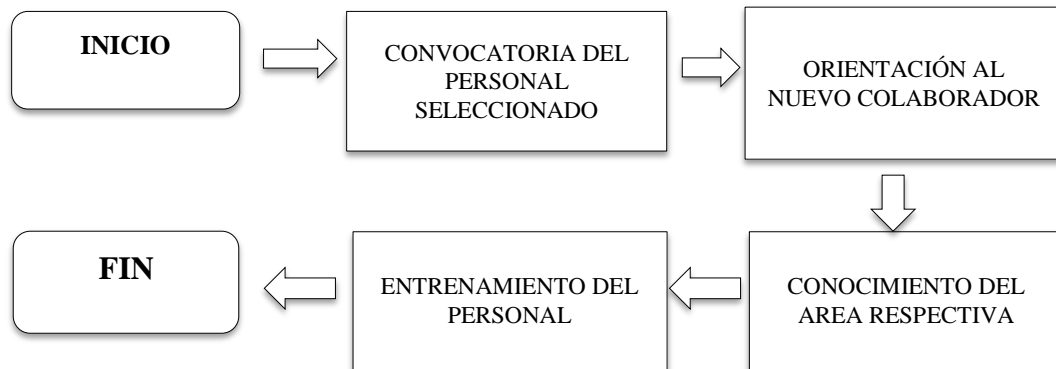 INICIO
CONVOCATORIA DEL
PERSONAL
SELECCIONADO
ORIENTACIÓN AL
NUEVO COLABORADOR
CONOCIMIENTO DEL
AREA RESPECTIVA
ENTRENAMIENTO DEL
PERSONAL
FIN